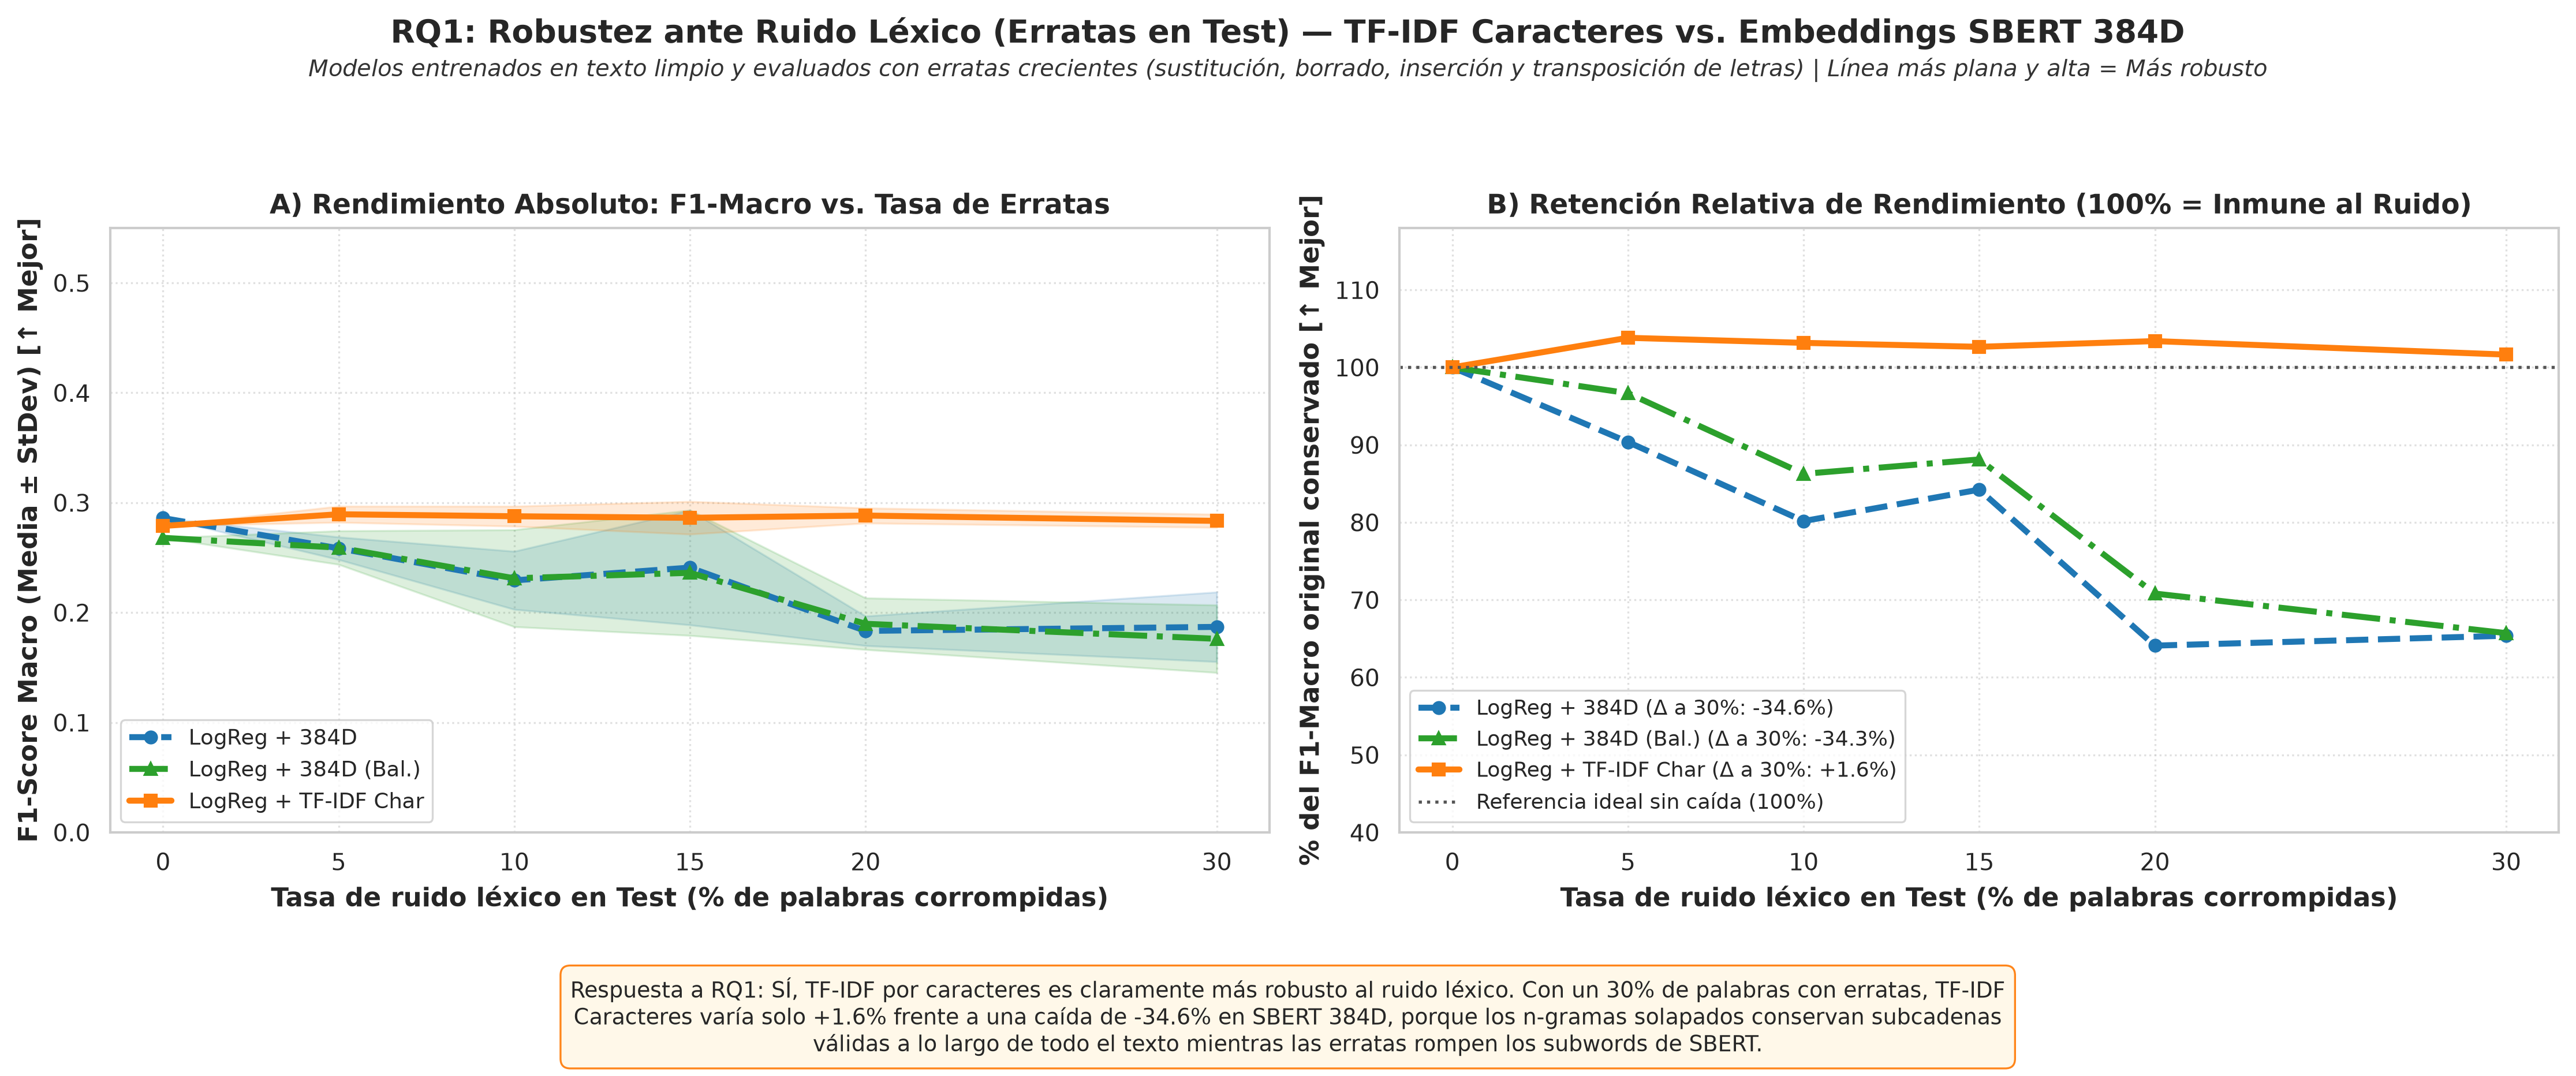 RQ1: Robustez ante Ruido Léxico (Erratas en Test) — TF-IDF Caracteres vs. Embeddings SBERT 384D
Modelos entrenados en texto limpio y evaluados con erratas crecientes (sustitución, borrado, inserción y transposición de letras) | Línea más plana y alta = Más robusto
A) Rendimiento Absoluto: F1-Macro vs. Tasa de Erratas
F1-Score Macro (Media ± StDev) [↑ Mejor]
0.5
0.4
0.3
0.2
0.1
0.0
LogReg + 384D
LogReg + 384D (Bal.)
LogReg + TF-IDF Char
0 5 10 15 20 30
Tasa de ruido léxico en Test (% de palabras corrompidas)
B) Retención Relativa de Rendimiento (100% = Inmune al Ruido)
% del F1-Macro original conservado [↑ Mejor]
110
100
90
80
70
60
50
40
LogReg + 384D (Δ a 30%: -34.6%)
LogReg + 384D (Bal.) (Δ a 30%: -34.3%)
LogReg + TF-IDF Char (Δ a 30%: +1.6%)
Referencia ideal sin caída (100%)
0 5 10 15 20 30
Tasa de ruido léxico en Test (% de palabras corrompidas)
Respuesta a RQ1: SÍ, TF-IDF por caracteres es claramente más robusto al ruido léxico. Con un 30% de palabras con erratas, TF-IDF
Caracteres varía solo +1.6% frente a una caída de -34.6% en SBERT 384D, porque los n-gramas solapados conservan subcadenas
válidas a lo largo de todo el texto mientras las erratas rompen los subwords de SBERT.